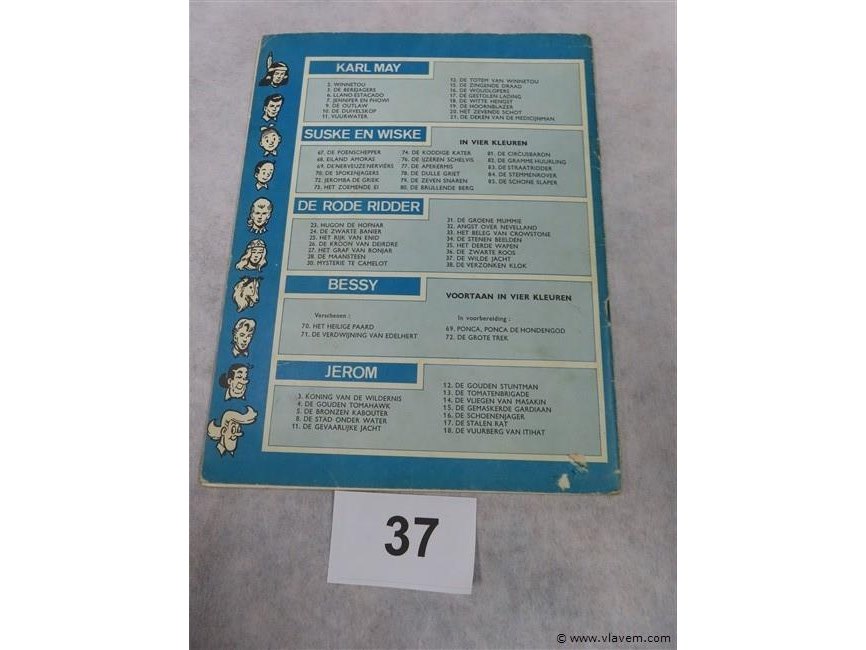 KARL MAY
2. WINNETOU
3. DE BERJAGERS
6. LLANO ESTACADO
7. JENNIFER EN PHOWI
9. DE OUTLAW
10. DE DUIVELSKOP
11. VUURWATER
13. DE TOTEM VAN WINNETOU
15. DE ZINGENDE DRAAD
16. DE WOUDLOPERS
17. DE GESTOLEN LADING
18. DE WITTE HENGST
19. DE HOORNBLAZER
20. HET ZEVENDE SCHOT
21. DE DEKEN VAN DE MEDICIJNMAN
SUSKE EN WISKE
IN VIER KLEUREN
67. DE POENSCHEPPER
68. EILAND AMORAS
69. DE NERVEUZE NERVIËRS
70. DE SPOKENJAGERS
72. JEROMBA DE GRIEK
73. HET ZOEMENDE EI
74. DE KODDIGE KATER
76. DE IJZEREN SCHELVIS
77. DE APEKERMIS
78. DE DULLE GRIET
79. DE ZEVEN SNAREN
80. DE BRULLENDE BERG
81. DE CIRCUSBARON
82. DE GRAMME HUURLING
83. DE STRAATRIDDER
84. DE STEMMENROVER
85. DE SCHONE SLAPER
DE RODE RIDDER
23. HUGON DE HOFNAR
24. DE ZWARTE BANIER
25. HET RIJK VAN ENID
26. DE KROON VAN DEIRDRE
27. HET GRAF VAN RONJAR
28. DE MAANSTEEN
30. MYSTERIE TE CAMELOT
31. DE GROENE MUMMIE
32. ANGST OVER NEVELLAND
33. HET BELEG VAN CROWSTONE
34. DE STENEN BEELDEN
35. HET DERDE WAPEN
36. DE ZWARTE ROOS
37. DE WILDE JACHT
38. DE VERZONKEN KLOK
BESSY
VOORTAAN IN VIER KLEUREN
Verschenen :
70. HET HEILIGE PAARD
71. DE VERDWIJNING VAN EDELHERT
In voorbereiding :
69. PONCA, PONCA DE HONDENGOD
72. DE GROTE TREK
JEROM
3. KONING VAN DE WILDERNIS
4. DE GOUDEN TOMAHAWK
5. DE BRONZEN KABOUTER
8. DE STAD ONDER WATER
11. DE GEVAARLIJKE JACHT
12. DE GOUDEN STUNTMAN
13. DE TOMATENBRIGADE
14. DE VLIEGEN VAN MASAKIN
15. DE GEMASKERDE GARDIAAN
16. DE SCHOENENJAGER
17. DE STALEN RAT
18. DE VUURBERG VAN ITIHAT
37
© www.vlavem.com